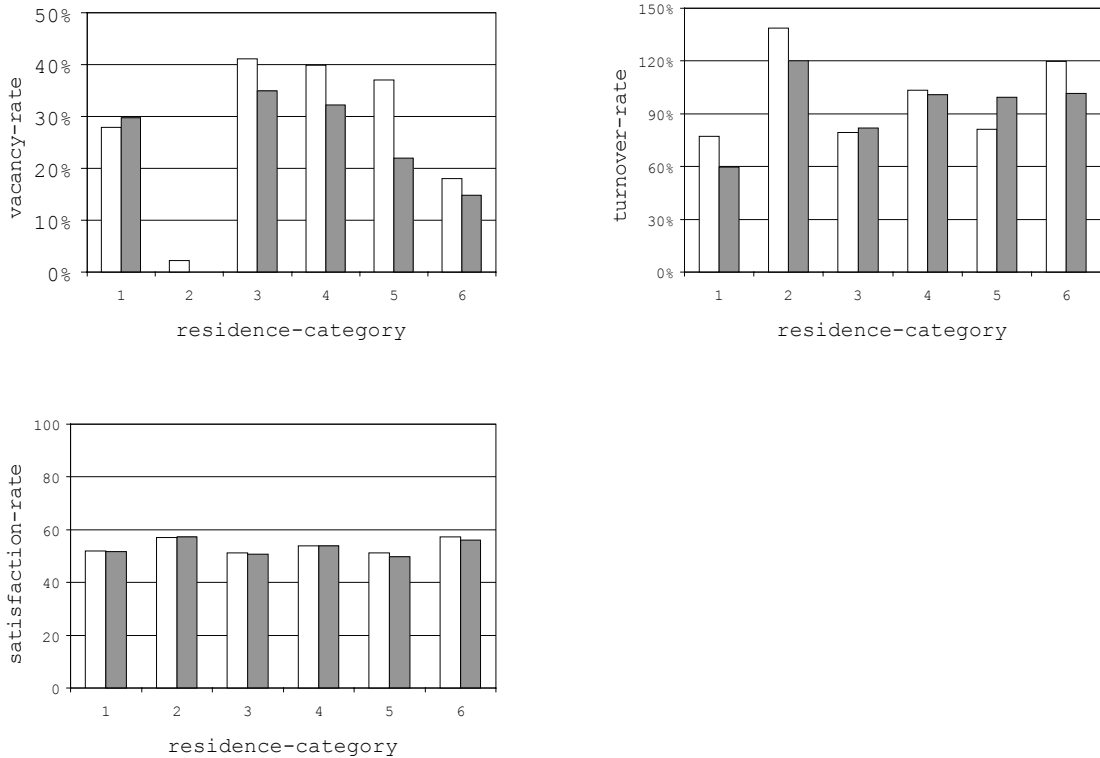 50%
40%
30%
20%
10%
0%
vacancy-rate
1 2 3 4 5 6
residence-category
150%
120%
90%
60%
30%
0%
turnover-rate
1 2 3 4 5 6
residence-category
100
80
60
40
20
0
satisfaction-rate
1 2 3 4 5 6
residence-category